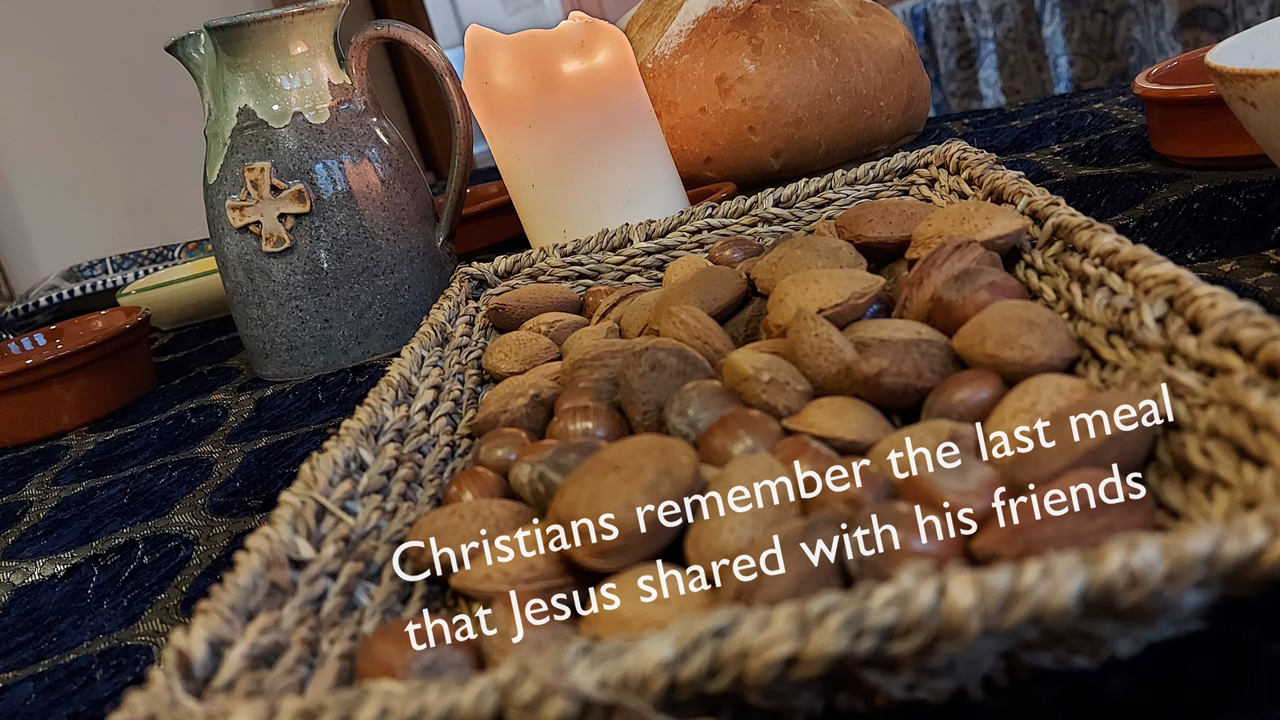 Christians remember the last meal
that Jesus shared with his friends